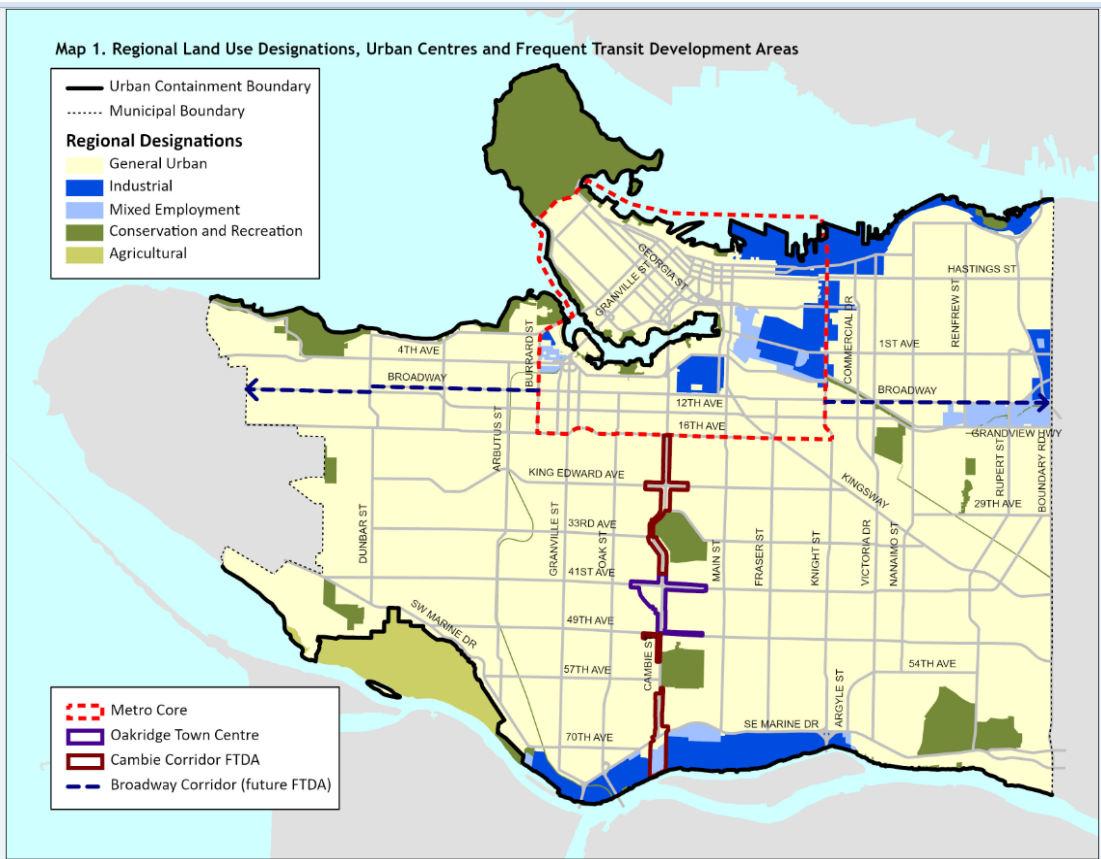 Map 1. Regional Land Use Designations, Urban Centres and Frequent Transit Development Areas
Urban Containment Boundary
Municipal Boundary
Regional Designations
General Urban
Industrial
Mixed Employment
Conservation and Recreation
Agricultural
GEORGIA ST
GRANVILLE ST
HASTINGS ST
COMMERCIAL DR
RENFREW ST
BURRARD ST
4TH AVE
1ST AVE
BROADWAY
BROADWAY
12TH AVE
16TH AVE
ARBUTUS ST
GRANDVIEW HWY
RUPERT ST
BOUNDARY RD
KING EDWARD AVE
KINGSWAY
29TH AVE
DUNBAR ST
GRANVILLE ST
33RD AVE
OAK ST
MAIN ST
FRASER ST
KNIGHT ST
VICTORIA DR
NANAIMO ST
41ST AVE
SW MARINE DR
49TH AVE
CAMBIE ST
57TH AVE
54TH AVE
ARGYLE ST
SE MARINE DR
70TH AVE
Metro Core
Oakridge Town Centre
Cambie Corridor FTDA
Broadway Corridor (future FTDA)